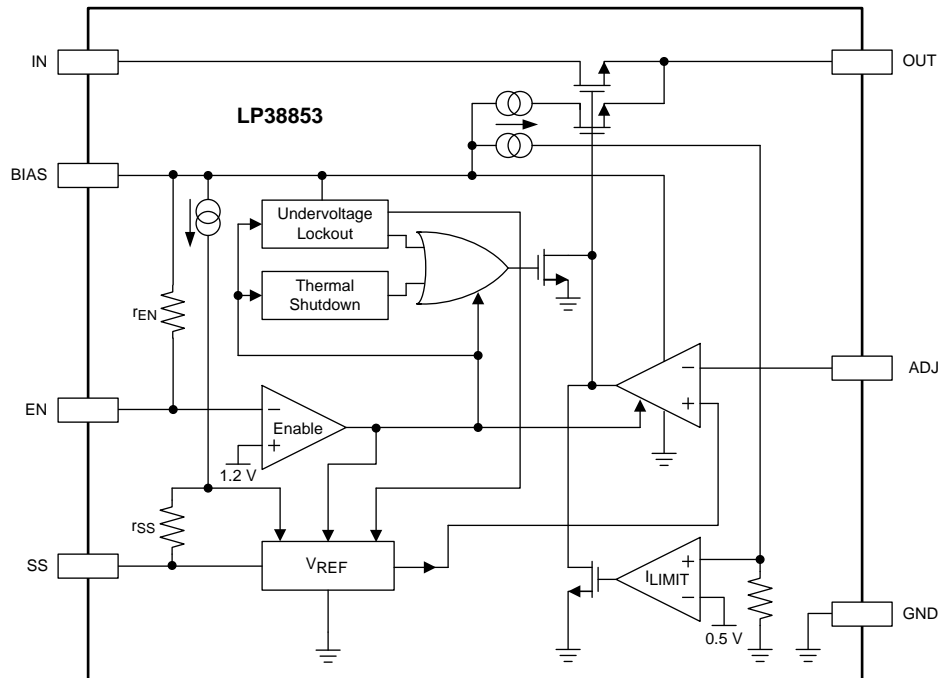 IN
OUT
LP38853
BIAS
Undervoltage
Lockout
Thermal
Shutdown
rEN
ADJ
EN
Enable
1.2 V
rSS
SS
VREF
ILIMIT
0.5 V
GND
−
+
−
+
+
−